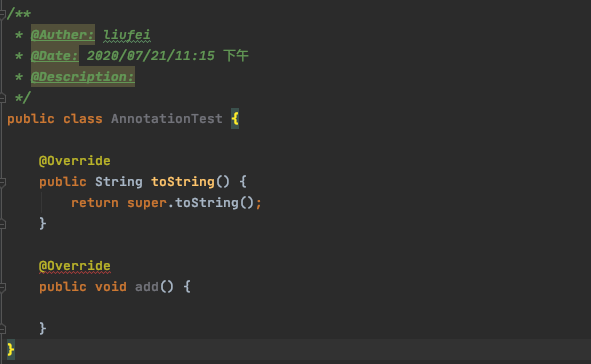 /**
 * @Auther: liufei
 * @Date: 2020/07/21/11:15 下午
 * @Description:
 */
public class AnnotationTest {
    @Override
    public String toString() {
        return super.toString();
    }
    @Override
    public void add() {
    }
}